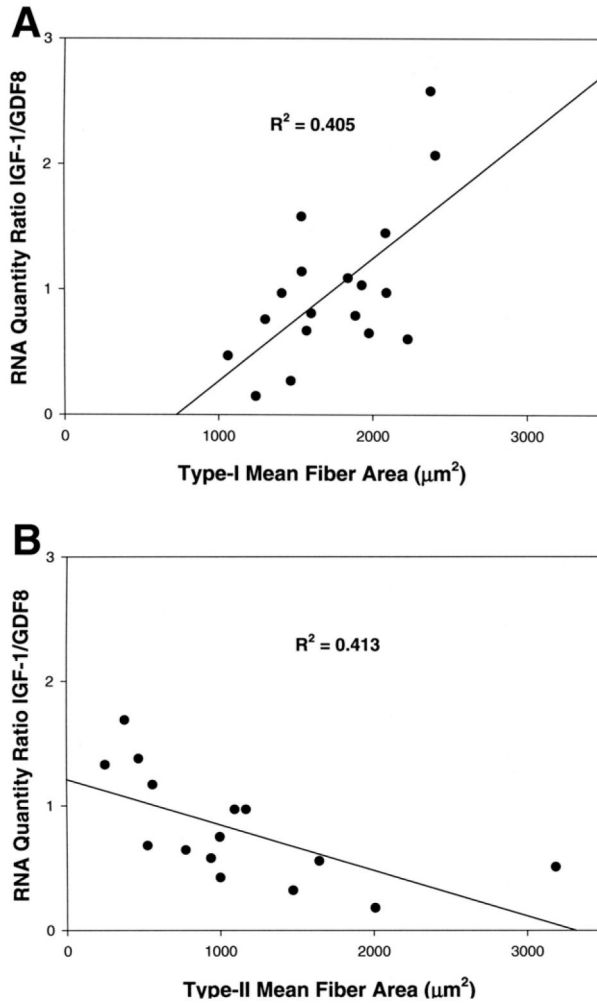 A
RNA Quantity Ratio IGF-1/GDF8
3
2
1
0
R² = 0.405
0 1000 2000 3000
Type-I Mean Fiber Area (μm²)
B
RNA Quantity Ratio IGF-1/GDF8
3
2
1
0
R² = 0.413
0 1000 2000 3000
Type-II Mean Fiber Area (μm²)